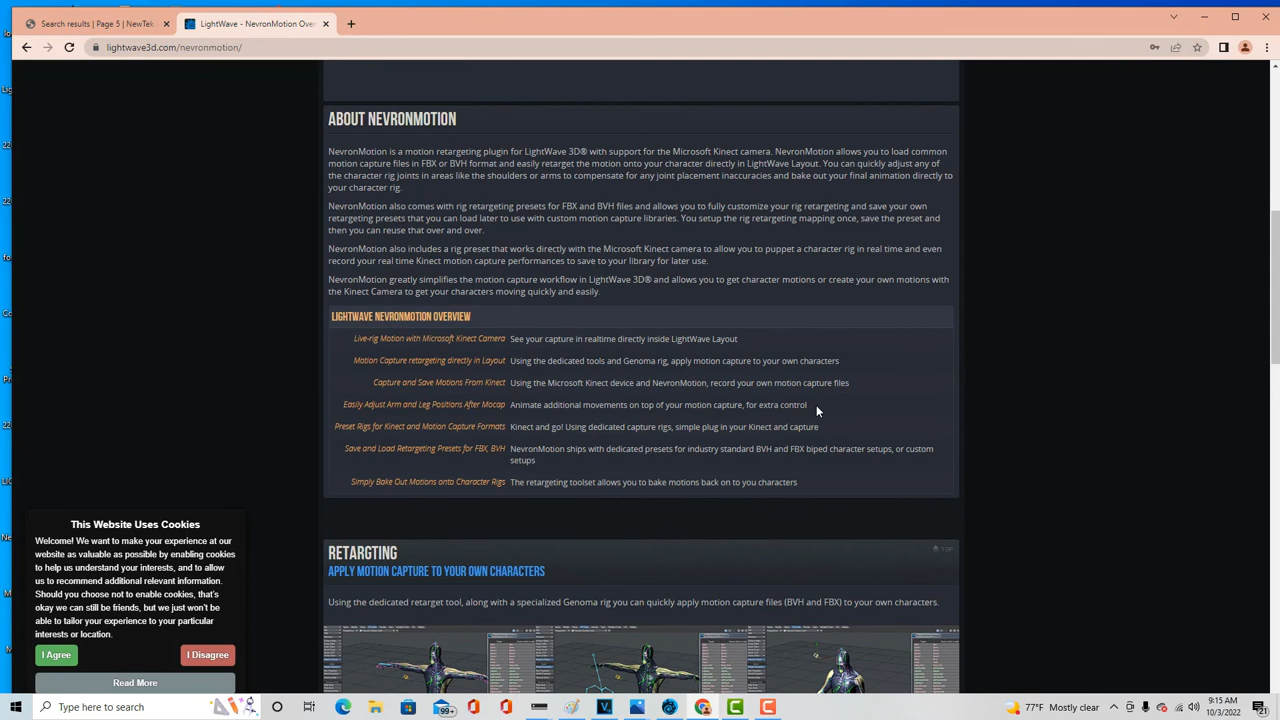 Search results | Page 5 | NewTek
LightWave - NevronMotion Over
lightwave3d.com/nevronmotion/
ABOUT NEVRONMOTION
NevronMotion is a motion retargeting plugin for LightWave 3D® with support for the Microsoft Kinect camera. NevronMotion allows you to load common
motion capture files in FBX or BVH format and easily retarget the motion onto your character directly in LightWave Layout. You can quickly adjust any of
the character rig joints in areas like the shoulders or arms to compensate for any joint placement inaccuracies and bake out your final animation directly to
your character rig.
NevronMotion also comes with rig retargeting presets for FBX and BVH files and allows you to fully customize your rig retargeting and save your own
retargeting presets that you can load later to use with custom motion capture libraries. You setup the rig retargeting mapping once, save the preset and
then you can reuse that over and over.
NevronMotion also includes a rig preset that works directly with the Microsoft Kinect camera to allow you to puppet a character rig in real time and even
record your real time Kinect motion capture performances to save to your library for later use.
NevronMotion greatly simplifies the motion capture workflow in LightWave 3D® and allows you to get character motions or create your own motions with
the Kinect Camera to get your characters moving quickly and easily.
LIGHTWAVE NEVRONMOTION OVERVIEW
Live-rig Motion with Microsoft Kinect Camera See your capture in realtime directly inside LightWave Layout
Motion Capture retargeting directly in Layout Using the dedicated tools and Genoma rig, apply motion capture to your own characters
Capture and Save Motions From Kinect Using the Microsoft Kinect device and NevronMotion, record your own motion capture files
Easily Adjust Arm and Leg Positions After Mocap Animate additional movements on top of your motion capture, for extra control
Preset Rigs for Kinect and Motion Capture Formats Kinect and go! Using dedicated capture rigs, simple plug in your Kinect and capture
Save and Load Retargeting Presets for FBX, BVH NevronMotion ships with dedicated presets for industry standard BVH and FBX biped character setups, or custom
setups
Simply Bake Out Motions onto Character Rigs The retargeting toolset allows you to bake motions back on to you characters
RETARGTING
TOP
APPLY MOTION CAPTURE TO YOUR OWN CHARACTERS
Using the dedicated retarget tool, along with a specialized Genoma rig you can quickly apply motion capture files (BVH and FBX) to your own characters.
This Website Uses Cookies
Welcome! We want to make your experience at our
website as valuable as possible by enabling cookies
to help us understand your interests, and to allow
us to recommend additional relevant information.
Should you choose not to enable cookies, that's
okay we can still be friends, but we just won't be
able to tailor your experience to your particular
interests or location.
I Agree
I Disagree
Read More
Type here to search
99+
77°F Mostly clear
9:15 AM
10/3/2022
21